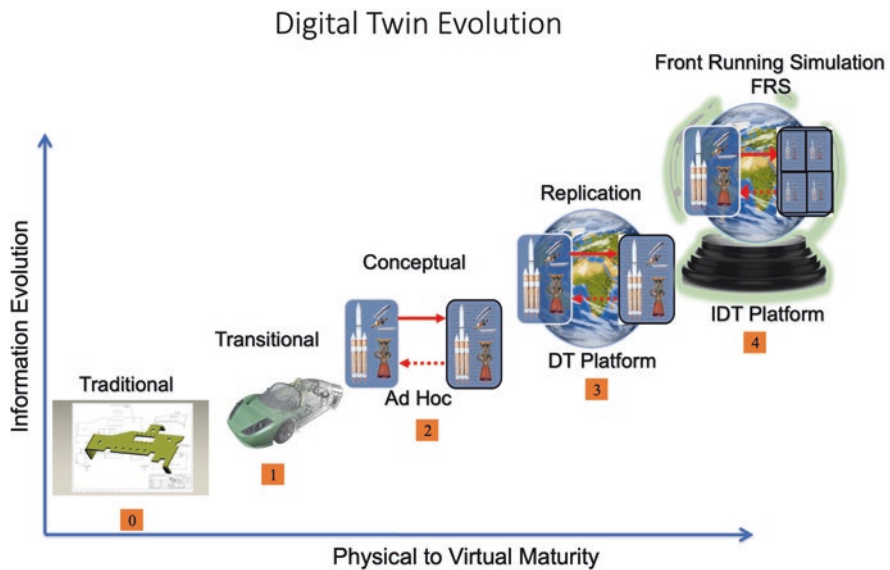 Digital Twin Evolution
Front Running Simulation
FRS
Replication
Conceptual
Transitional
Traditional
IDT Platform
4
DT Platform
3
Ad Hoc
2
1
0
Information Evolution
Physical to Virtual Maturity